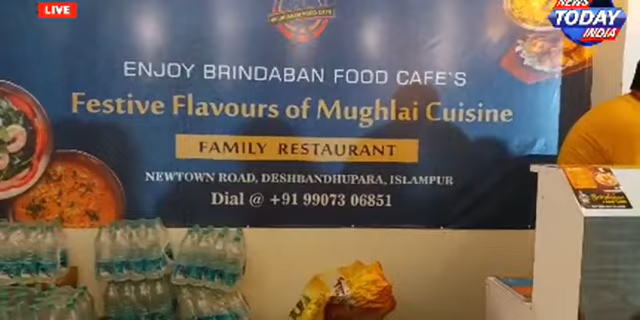 LIVE
NEWS
TODAY
INDIA
ENJOY BRINDABAN FOOD CAFE'S
Festive Flavours of Mughlai Cuisine
FAMILY RESTAURANT
NEWTOWN ROAD, DESHBANDHUPARA, ISLAMPUR
Dial @ +91 99073 06851